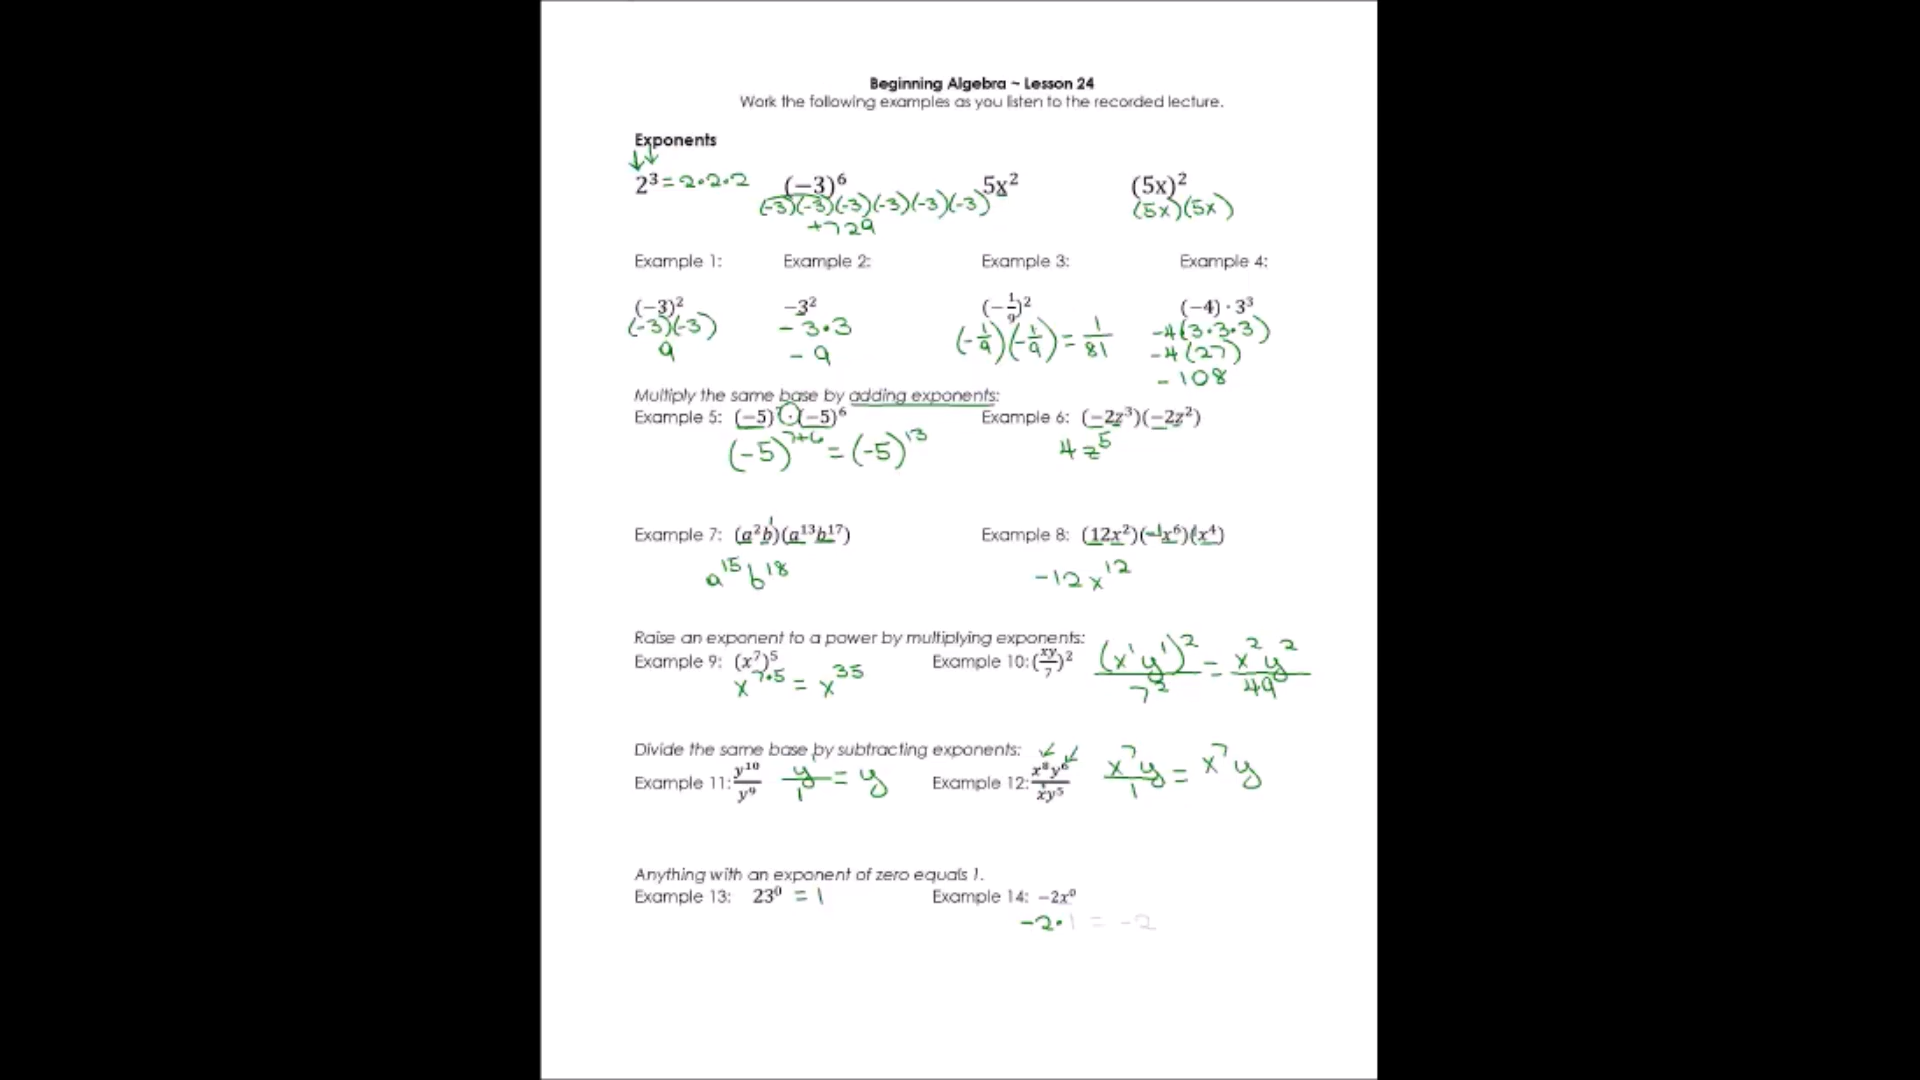 Beginning Algebra ~ Lesson 24
Work the following examples as you listen to the recorded lecture.
Exponents
2³ = 2·2·2 (−3)⁶ 5x² (5x)²
(-3)(-3)(-3)(-3)(-3)(-3) (5x)(5x)
+729
Example 1: Example 2: Example 3: Example 4:
(−3)² −3² (−1/9)² (−4) · 3³
(-3)(-3) -3·3 (-1/9)(-1/9) = 1/81 -4(3·3·3)
9 -9 -4(27)
-108
Multiply the same base by adding exponents:
Example 5: (−5)⁷ · (−5)⁶ Example 6: (−2z³)(−2z²)
(-5)⁷⁺⁶ = (-5)¹³ 4z⁵
Example 7: (a²b¹)(a¹³b¹⁷) Example 8: (12x²)(−1x⁶)(1x⁴)
a¹⁵b¹⁸ -12x¹²
Raise an exponent to a power by multiplying exponents:
Example 9: (x⁷)⁵ Example 10: (xy/7)² (x¹y¹)²/7² = x²y²/49
x⁷·⁵ = x³⁵
Divide the same base by subtracting exponents:
Example 11: y¹⁰/y⁹ y¹/1 = y Example 12: x⁸y⁶/x¹y⁵ x⁷y/1 = x⁷y
Anything with an exponent of zero equals 1.
Example 13: 23⁰ = 1 Example 14: −2x⁰
-2·1 = -2